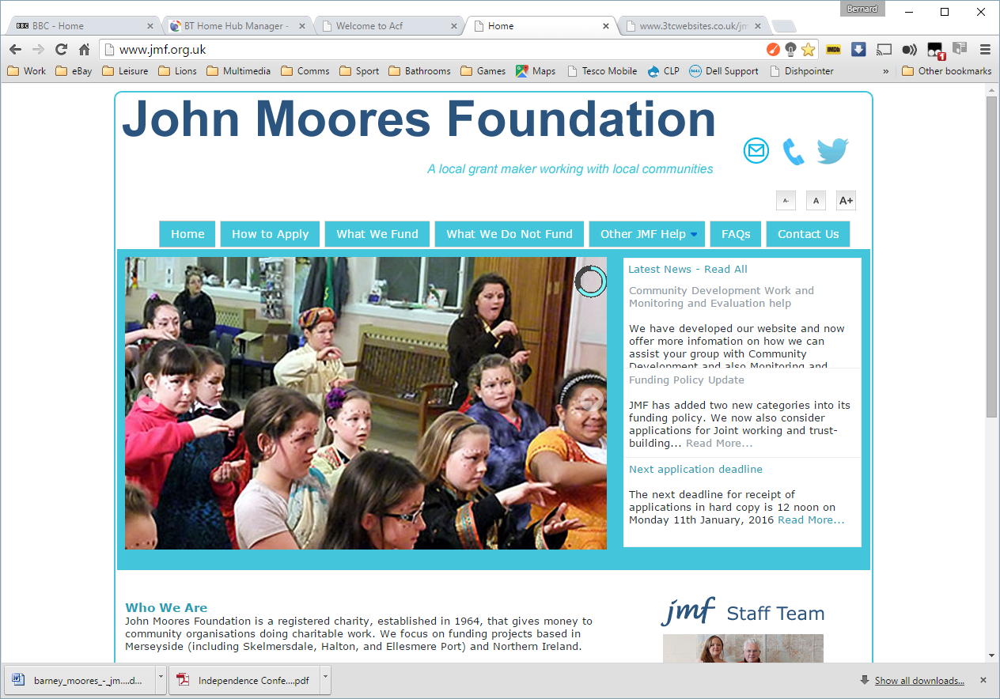 Bernard
BBC - Home
BT Home Hub Manager -
Welcome to Acf
Home
www.3tcwebsites.co.uk/jm
www.jmf.org.uk
IMDb
1
Work eBay Leisure Lions Multimedia Comms Sport Bathrooms Games Maps Tesco Mobile CLP Dell Support Dishpointer » Other bookmarks
John Moores Foundation
A local grant maker working with local communities
A- A A+
Home How to Apply What We Fund What We Do Not Fund Other JMF Help FAQs Contact Us
Latest News - Read All
Community Development Work and
Monitoring and Evaluation help
We have developed our website and now
offer more infomation on how we can
assist your group with Community
Development and also Monitoring and
Funding Policy Update
JMF has added two new categories into its
funding policy. We now also consider
applications for Joint working and trust-
building... Read More...
Next application deadline
The next deadline for receipt of
applications in hard copy is 12 noon on
Monday 11th January, 2016 Read More...
Who We Are
John Moores Foundation is a registered charity, established in 1964, that gives money to
community organisations doing charitable work. We focus on funding projects based in
Merseyside (including Skelmersdale, Halton, and Ellesmere Port) and Northern Ireland.
jmf Staff Team
barney_moores_-_jm....d...
Independence Confe....pdf
Show all downloads...